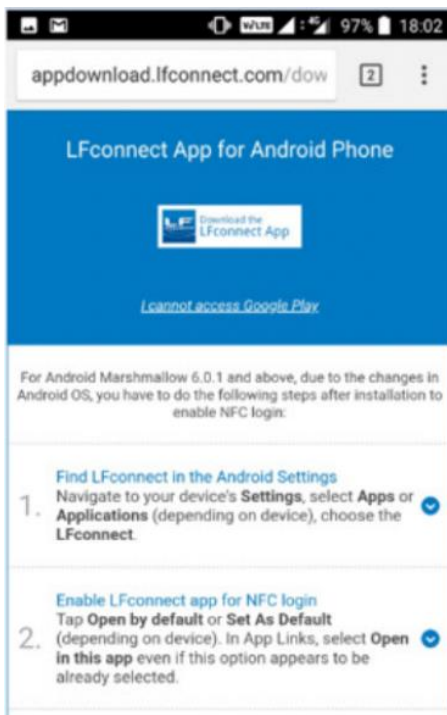 VoLTE 4G 97% 18:02
appdownload.lfconnect.com/dow 2
LFconnect App for Android Phone
LF Download the
LFconnect App
I cannot access Google Play
For Android Marshmallow 6.0.1 and above, due to the changes in
Android OS, you have to do the following steps after installation to
enable NFC login:
Find LFconnect in the Android Settings
1. Navigate to your device's Settings, select Apps or
Applications (depending on device), choose the
LFconnect.
Enable LFconnect app for NFC login
Tap Open by default or Set As Default
2. (depending on device). In App Links, select Open
in this app even if this option appears to be
already selected.